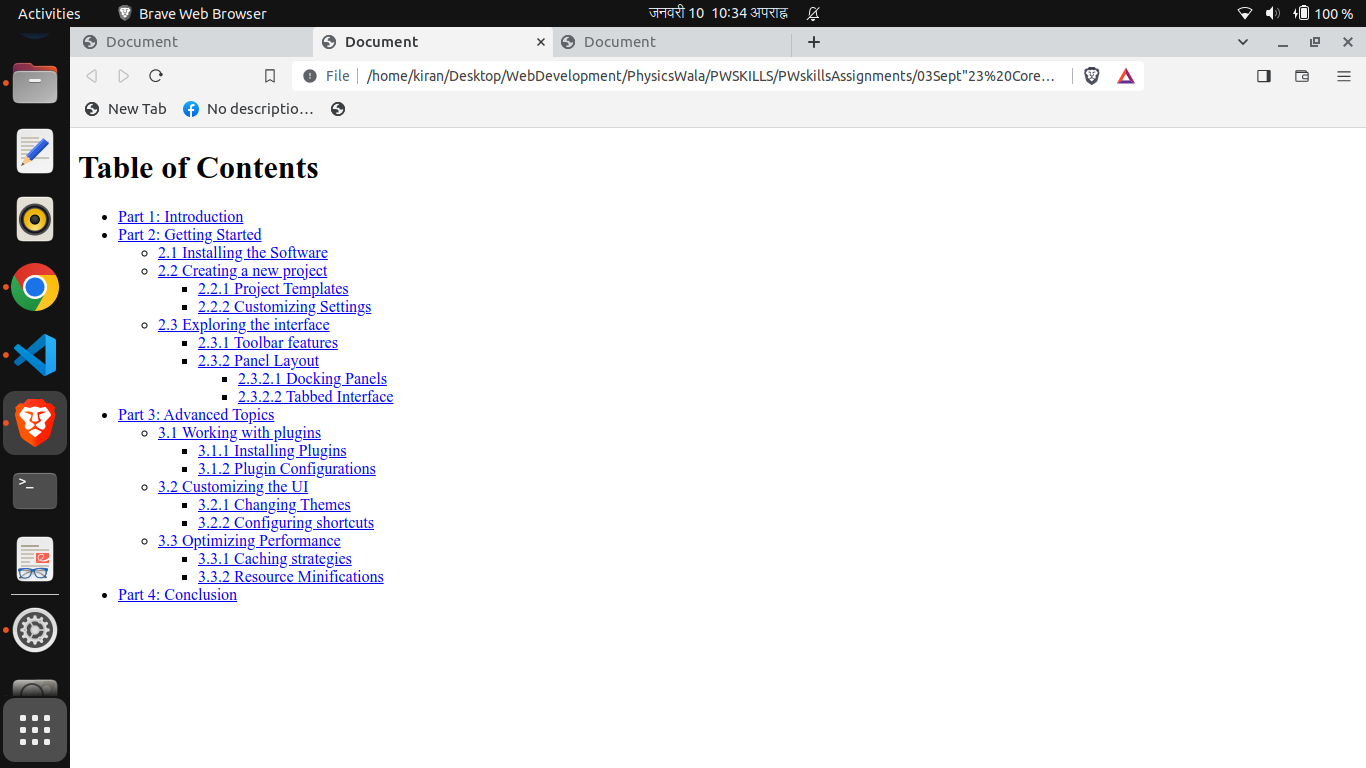 Activities Brave Web Browser जनवरी 10 10:34 अपराह्न 100 %
Document Document Document
File /home/kiran/Desktop/WebDevelopment/PhysicsWala/PWSKILLS/PWskillsAssignments/03Sept"23%20Core...
New Tab No descriptio...
Table of Contents
Part 1: Introduction
Part 2: Getting Started
2.1 Installing the Software
2.2 Creating a new project
2.2.1 Project Templates
2.2.2 Customizing Settings
2.3 Exploring the interface
2.3.1 Toolbar features
2.3.2 Panel Layout
2.3.2.1 Docking Panels
2.3.2.2 Tabbed Interface
Part 3: Advanced Topics
3.1 Working with plugins
3.1.1 Installing Plugins
3.1.2 Plugin Configurations
3.2 Customizing the UI
3.2.1 Changing Themes
3.2.2 Configuring shortcuts
3.3 Optimizing Performance
3.3.1 Caching strategies
3.3.2 Resource Minifications
Part 4: Conclusion